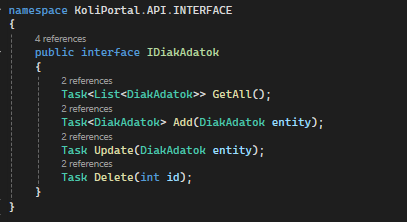 namespace KoliPortal.API.INTERFACE
{
4 references
public interface IDiakAdatok
{
2 references
Task<List<DiakAdatok>> GetAll();
2 references
Task<DiakAdatok> Add(DiakAdatok entity);
2 references
Task Update(DiakAdatok entity);
2 references
Task Delete(int id);
}
}